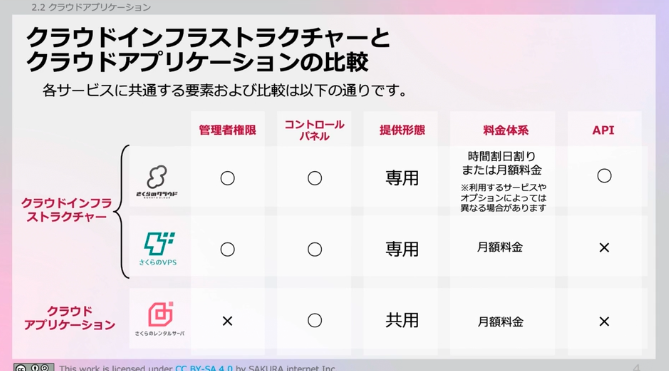 2.2 クラウドアプリケーション
クラウドインフラストラクチャーと
クラウドアプリケーションの比較
各サービスに共通する要素および比較は以下の通りです。
管理者権限
コントロール
パネル
提供形態
料金体系
API
クラウドインフラ
ストラクチャー
さくらのクラウド
○
○
専用
時間割日割り
または月額料金
※利用するサービスや
オプションによっては
異なる場合があります
○
さくらのVPS
○
○
専用
月額料金
×
クラウド
アプリケーション
さくらのレンタルサーバ
×
○
共用
月額料金
×
This work is licensed under CC BY-SA 4.0 by SAKURA internet Inc.
4